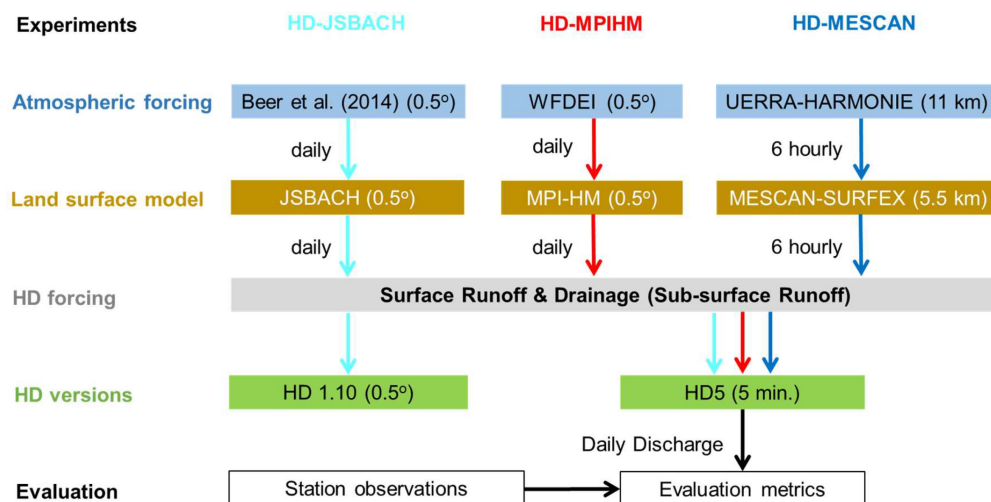 Experiments HD-JSBACH HD-MPIHM HD-MESCAN
Atmospheric forcing Beer et al. (2014) (0.5°) WFDEI (0.5°) UERRA-HARMONIE (11 km)
daily daily 6 hourly
Land surface model JSBACH (0.5°) MPI-HM (0.5°) MESCAN-SURFEX (5.5 km)
daily daily 6 hourly
HD forcing Surface Runoff & Drainage (Sub-surface Runoff)
HD versions HD 1.10 (0.5°) HD5 (5 min.)
Daily Discharge
Evaluation Station observations Evaluation metrics